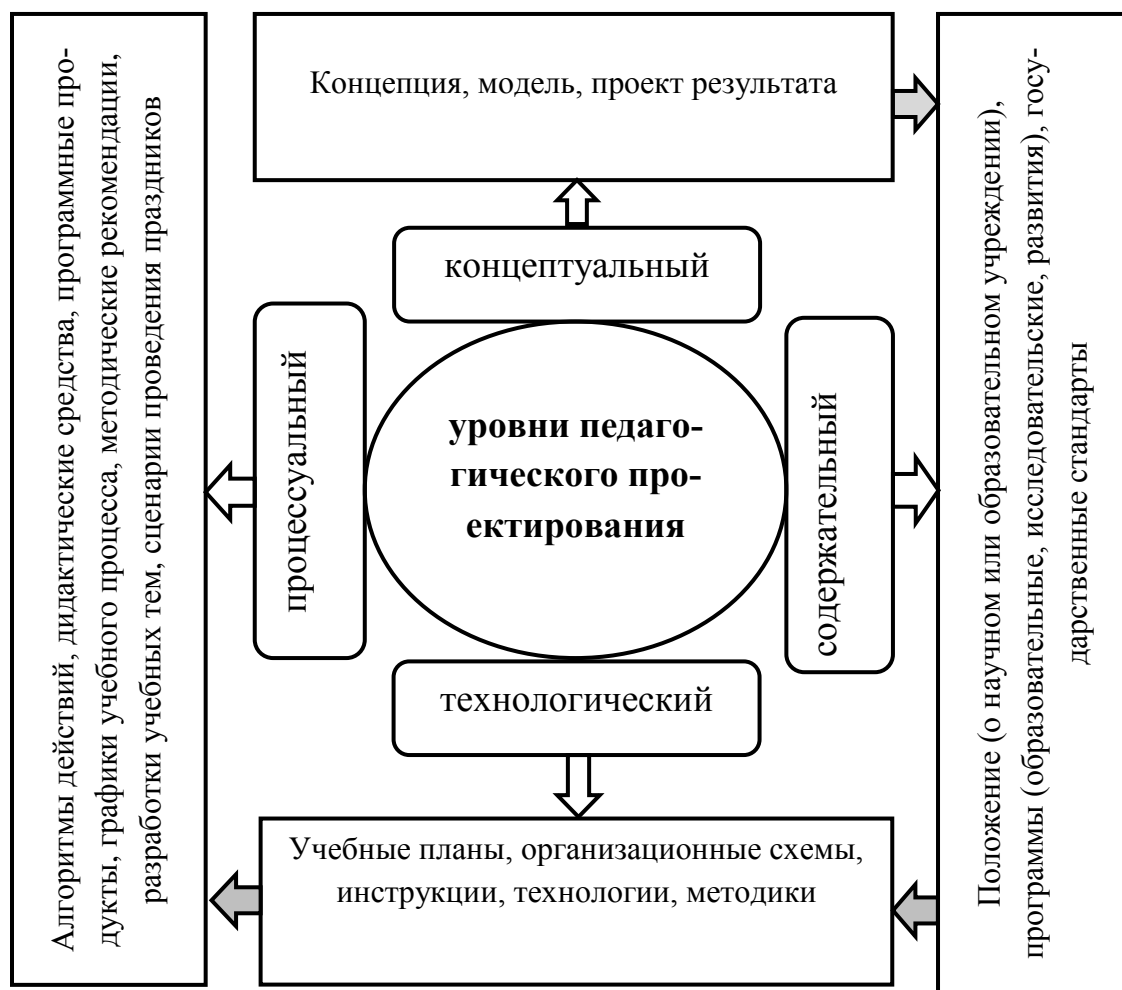 Концепция, модель, проект результата
концептуальный
Алгоритмы действий, дидактические средства, программные про-
дукты, графики учебного процесса, методические рекомендации,
разработки учебных тем, сценарии проведения праздников
процессуальный
уровни педаго-
гического про-
ектирования
содержательный
Положение (о научном или образовательном учреждении),
программы (образовательные, исследовательские, развития), госу-
дарственные стандарты
технологический
Учебные планы, организационные схемы,
инструкции, технологии, методики